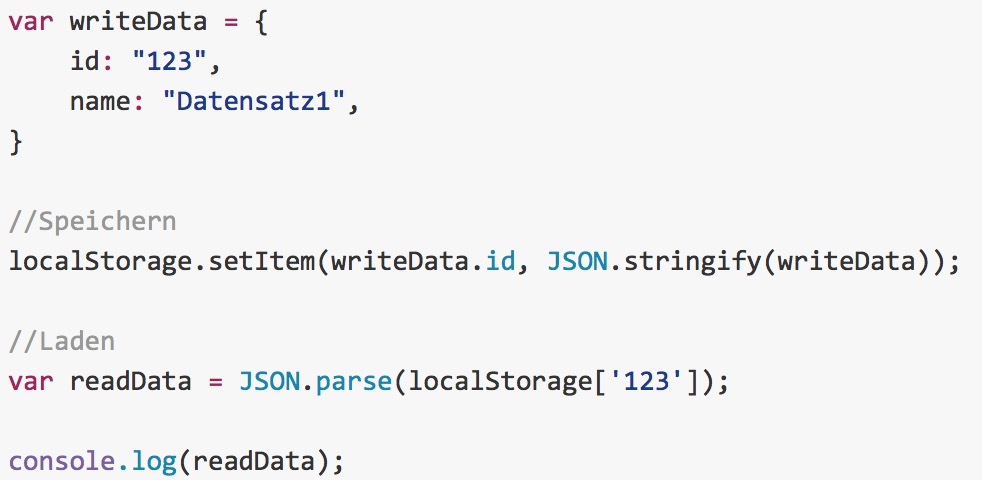 var writeData = {
    id: "123",
    name: "Datensatz1",
}

//Speichern
localStorage.setItem(writeData.id, JSON.stringify(writeData));

//Laden
var readData = JSON.parse(localStorage['123']);

console.log(readData);